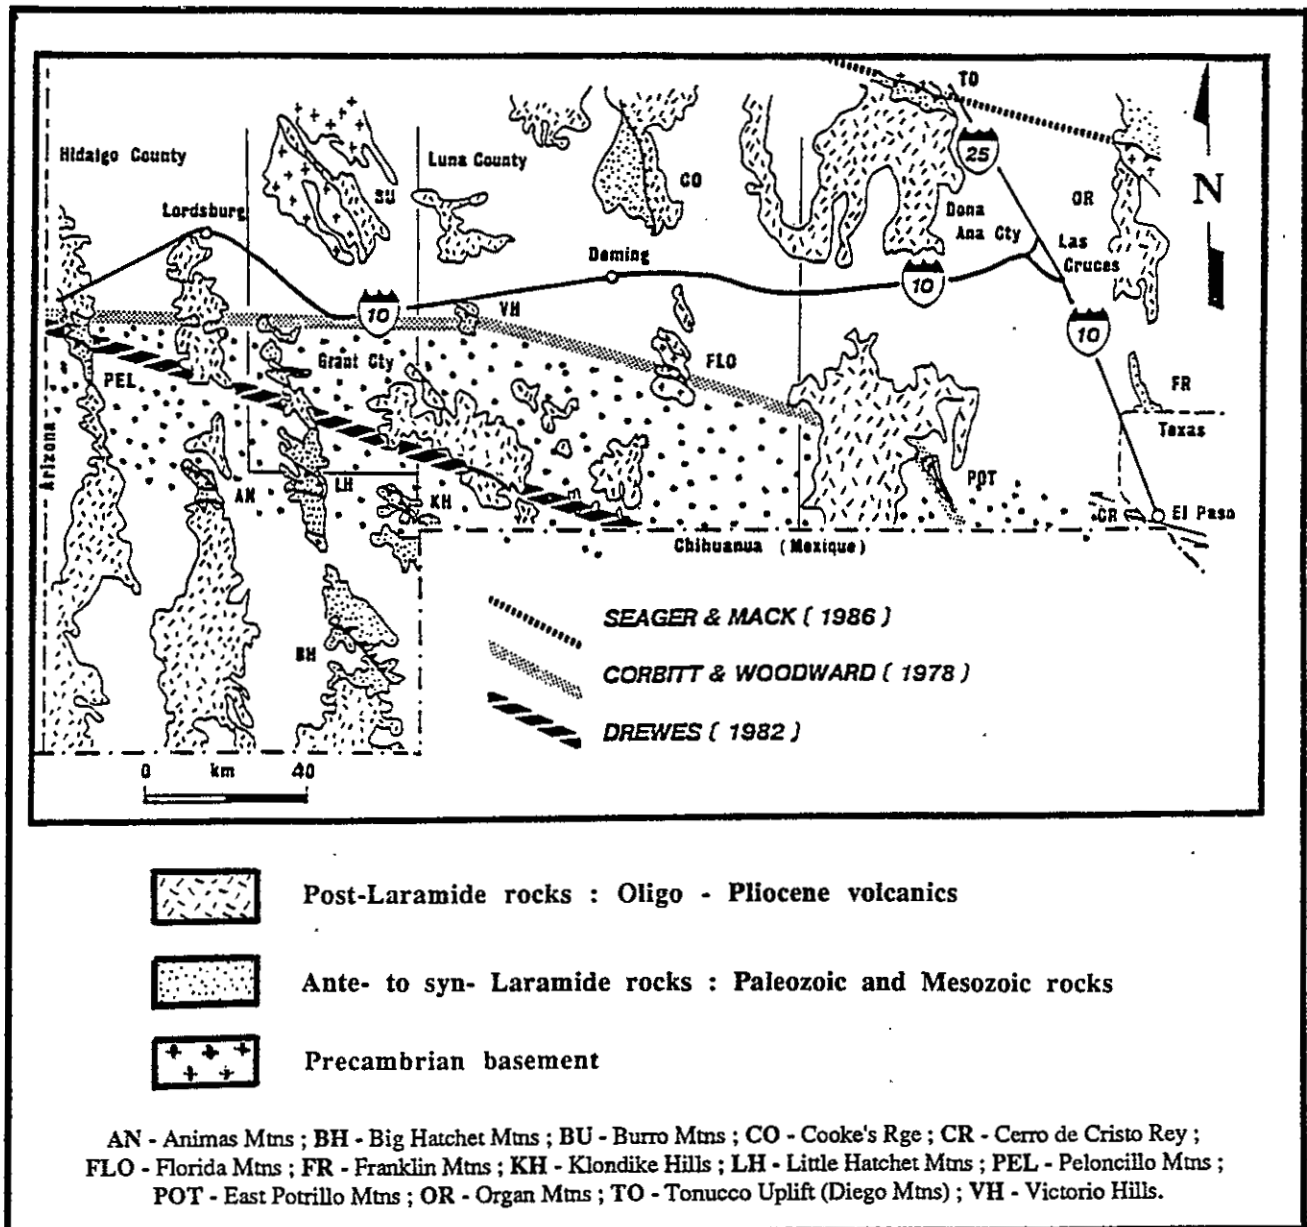 TO
Hidalgo County
Luna County
25
N
BU
CO
OR
Lordsburg
Dona
Ana Cty
Las
Cruces
Deming
10
10
VH
10
Grant Cty
FLO
PEL
FR
Texas
Arizona
AN
LH
KH
POT
CR
El Paso
Chihuanua ( Mexique )
SEAGER & MACK ( 1986 )
BH
CORBITT & WOODWARD ( 1978 )
DREWES ( 1982 )
0 km 40
Post-Laramide rocks : Oligo - Pliocene volcanics
Ante- to syn- Laramide rocks : Paleozoic and Mesozoic rocks
Precambrian basement
AN - Animas Mtns ; BH - Big Hatchet Mtns ; BU - Burro Mtns ; CO - Cooke's Rge ; CR - Cerro de Cristo Rey ;
FLO - Florida Mtns ; FR - Franklin Mtns ; KH - Klondike Hills ; LH - Little Hatchet Mtns ; PEL - Peloncillo Mtns ;
POT - East Potrillo Mtns ; OR - Organ Mtns ; TO - Tonucco Uplift (Diego Mtns) ; VH - Victorio Hills.